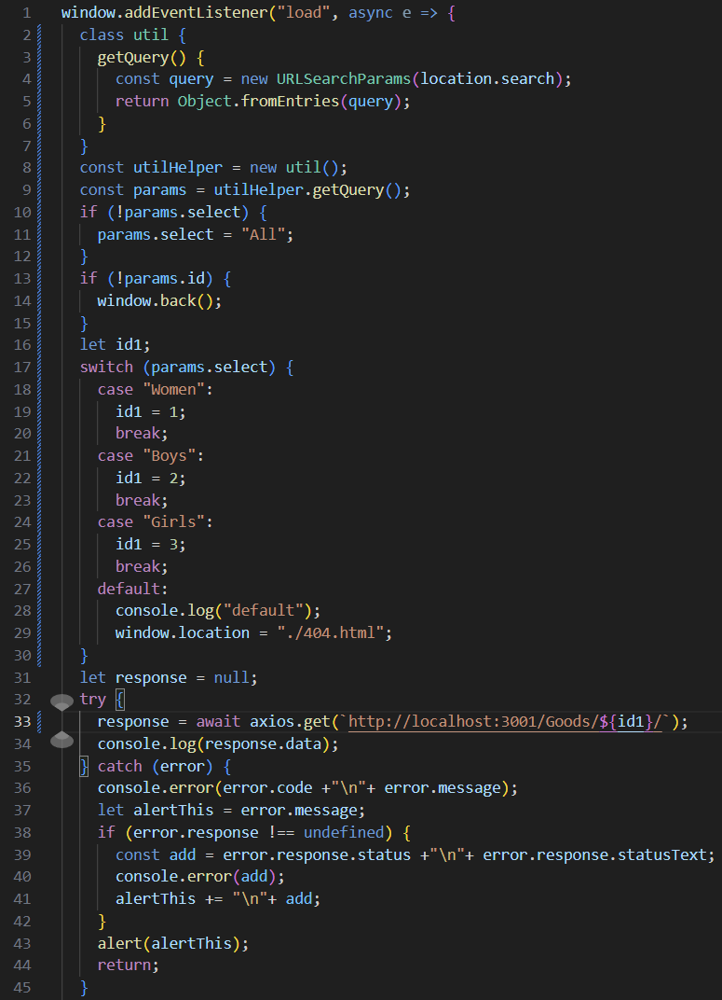 1 window.addEventListener("load", async e => {
2 class util {
3 getQuery() {
4 const query = new URLSearchParams(location.search);
5 return Object.fromEntries(query);
6 }
7 }
8 const utilHelper = new util();
9 const params = utilHelper.getQuery();
10 if (!params.select) {
11 params.select = "All";
12 }
13 if (!params.id) {
14 window.back();
15 }
16 let id1;
17 switch (params.select) {
18 case "Women":
19 id1 = 1;
20 break;
21 case "Boys":
22 id1 = 2;
23 break;
24 case "Girls":
25 id1 = 3;
26 break;
27 default:
28 console.log("default");
29 window.location = "./404.html";
30 }
31 let response = null;
32 try {
33 response = await axios.get(`http://localhost:3001/Goods/${id1}/`);
34 console.log(response.data);
35 } catch (error) {
36 console.error(error.code +"\n"+ error.message);
37 let alertThis = error.message;
38 if (error.response !== undefined) {
39 const add = error.response.status +"\n"+ error.response.statusText;
40 console.error(add);
41 alertThis += "\n"+ add;
42 }
43 alert(alertThis);
44 return;
45 }